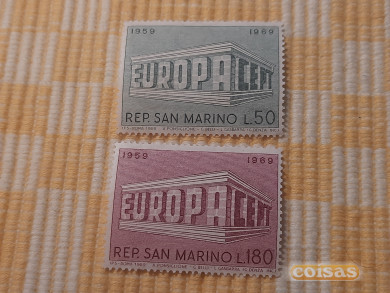 1959 1969
EUROPA CEPT
REP. SAN MARINO L.50
1959 1969
EUROPA CEPT
REP. SAN MARINO L.180
coisas